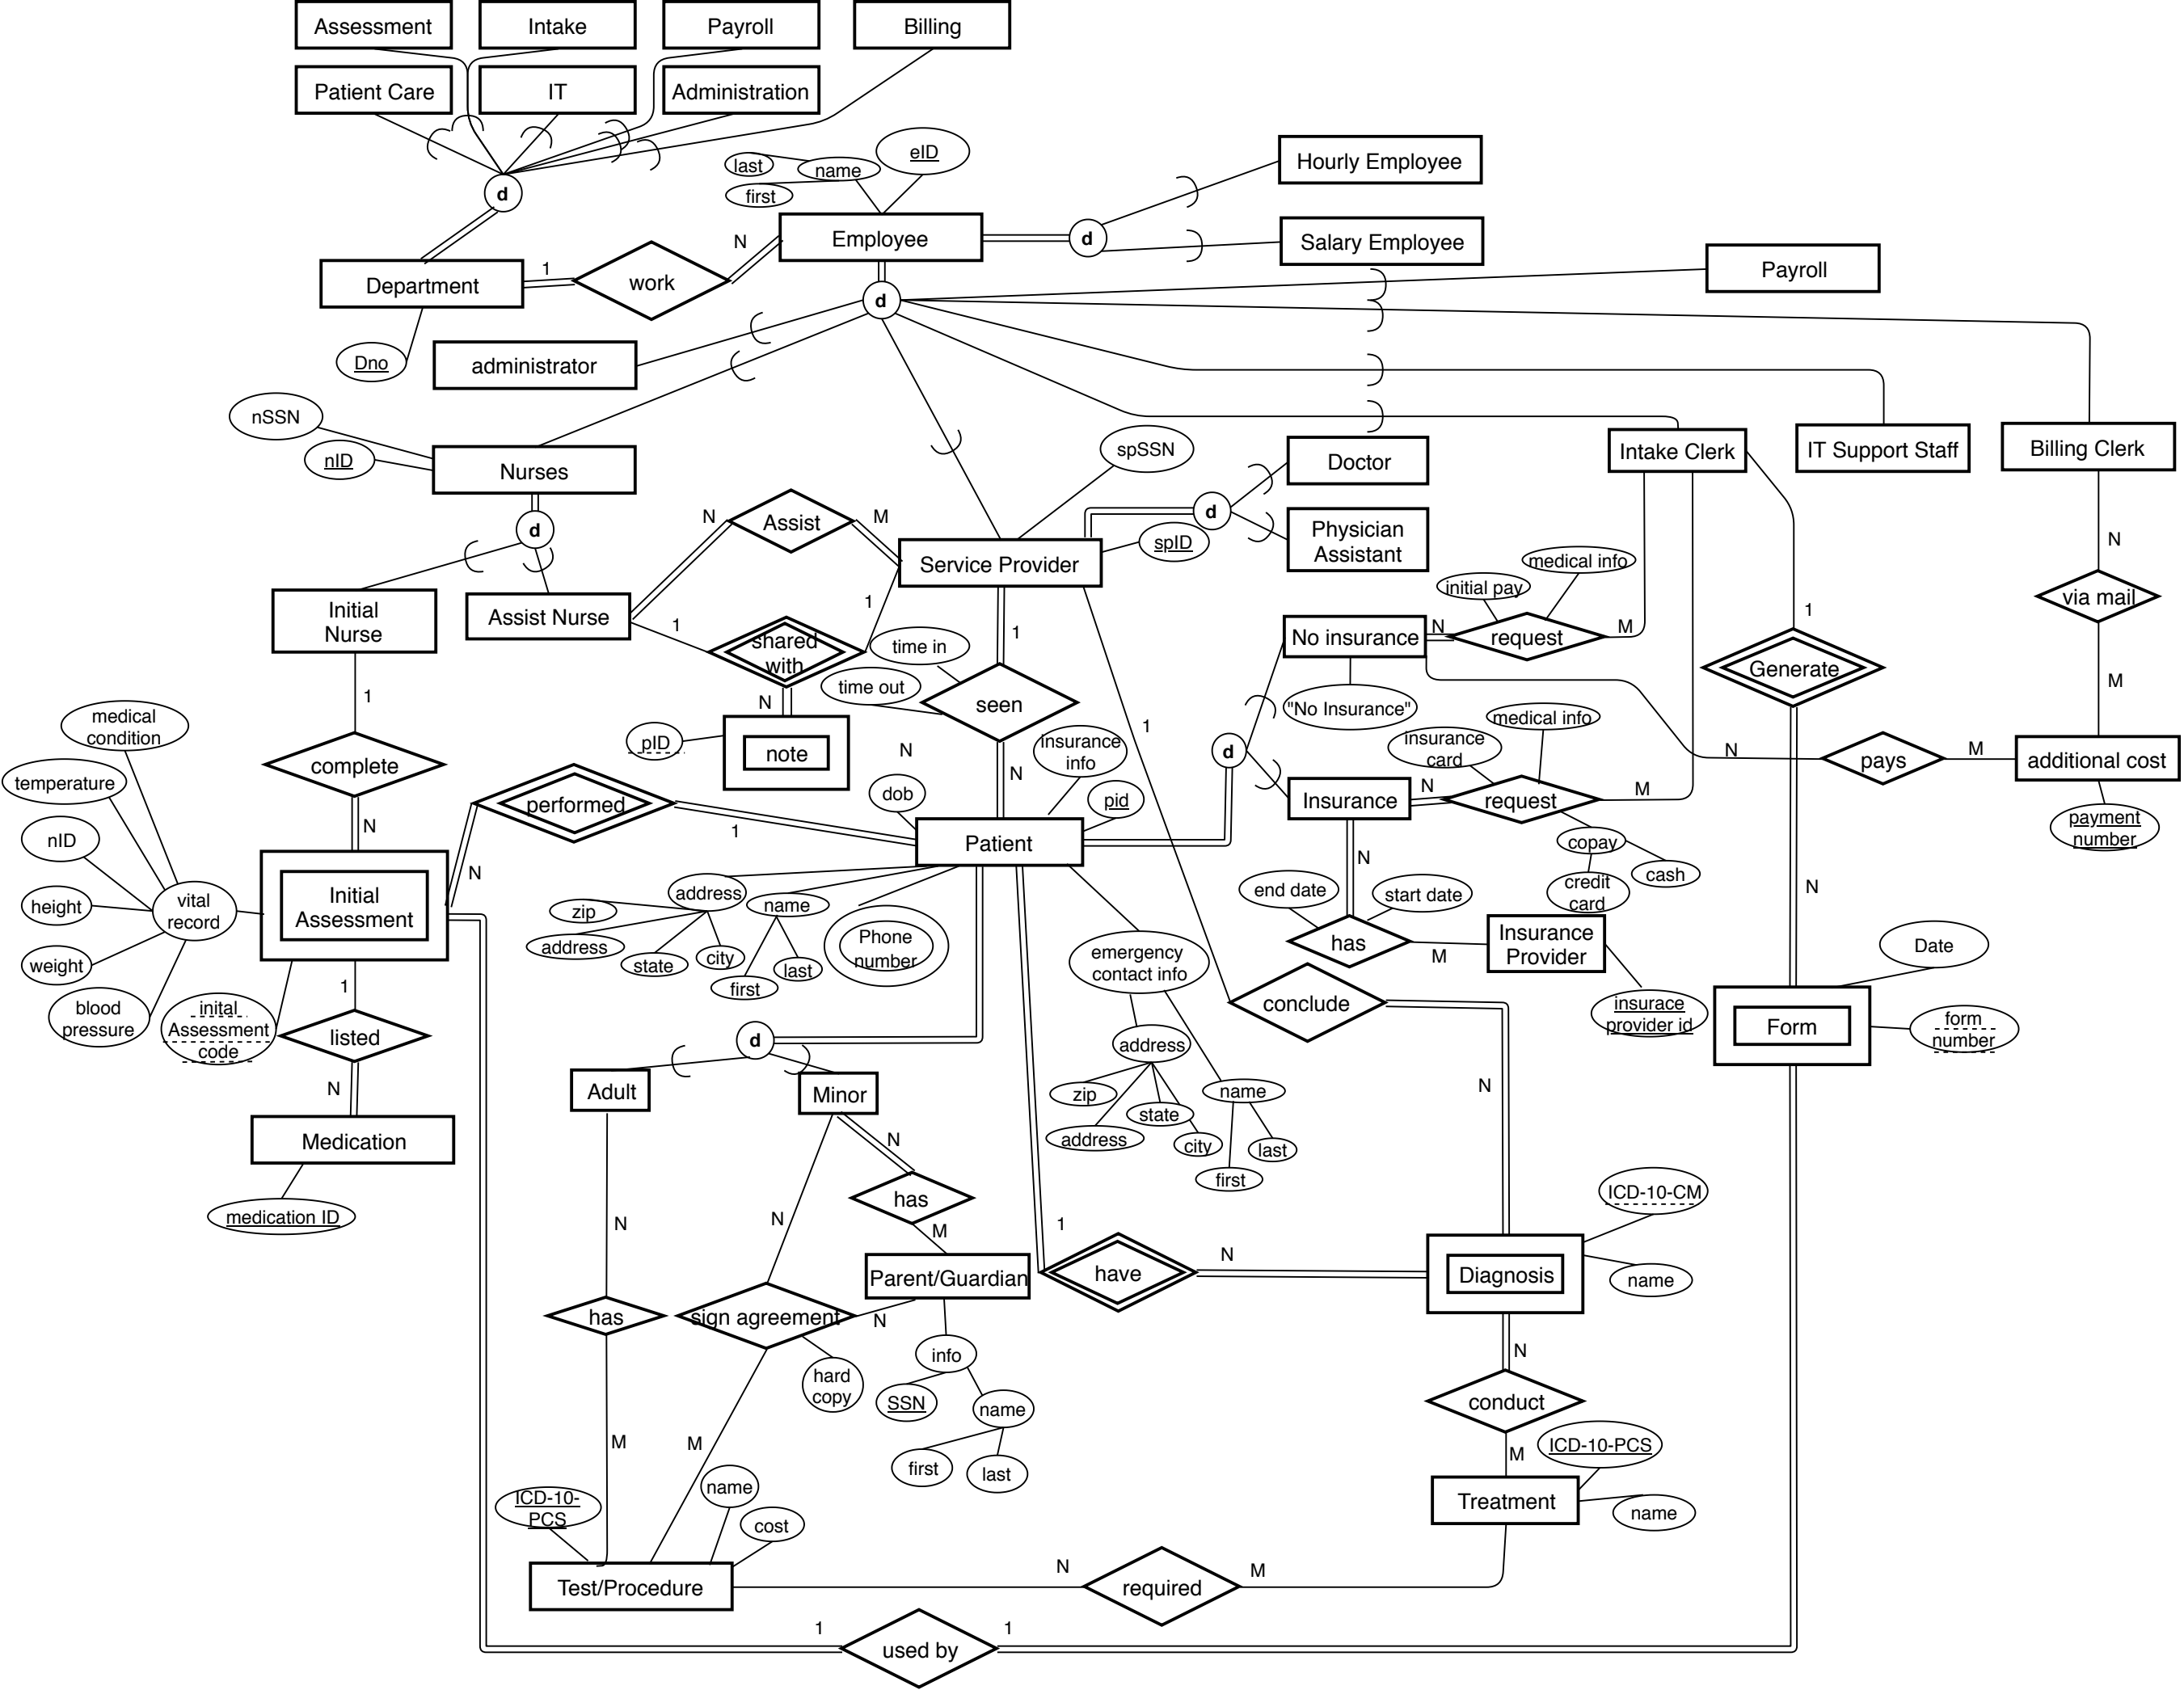 Assessment
Intake
Payroll
Billing
Patient Care
IT
Administration
d
last
name
first
eID
Hourly Employee
Salary Employee
d
Employee
N
work
1
Department
Dno
d
Payroll
administrator
nSSN
nID
Nurses
d
Initial
Nurse
Assist Nurse
N
Assist
M
spSSN
spID
Service Provider
d
Doctor
Physician
Assistant
Intake Clerk
IT Support Staff
Billing Clerk
1
shared
with
1
N
pID
note
time in
time out
1
seen
N
N
insurance
info
dob
pid
Patient
No insurance
N
request
M
initial pay
medical info
"No Insurance"
d
Insurance
N
request
M
insurance
card
medical info
copay
credit
card
cash
N
end date
start date
has
M
Insurance
Provider
insurace
provider id
1
Generate
N
N
via mail
M
N
pays
M
additional cost
payment
number
Form
Date
form
number
1
complete
N
performed
1
N
medical
condition
temperature
nID
height
weight
blood
pressure
vital
record
Initial
Assessment
inital
Assessment
code
1
listed
N
Medication
medication ID
address
zip
address
state
city
name
first
last
Phone
number
emergency
contact info
address
zip
address
state
city
name
first
last
1
conclude
N
d
Adult
Minor
N
has
M
Parent/Guardian
N
has
M
N
sign agreement
N
M
hard
copy
info
SSN
name
first
last
1
have
N
Diagnosis
ICD-10-CM
name
N
conduct
M
Treatment
ICD-10-PCS
name
ICD-10-
PCS
name
cost
Test/Procedure
N
required
M
1
used by
1